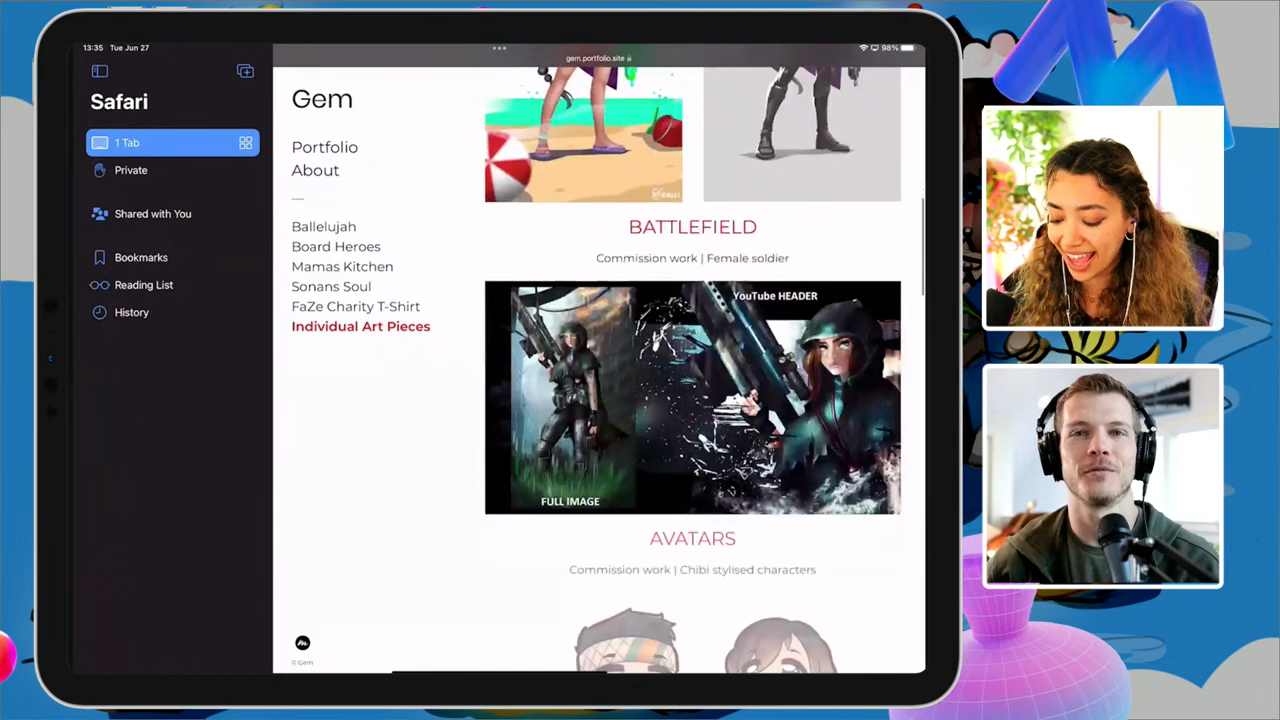 13:35 Tue Jun 27
98%
gem.portfolio.site
Safari
1 Tab
Private
Shared with You
Bookmarks
Reading List
History
Gem
Portfolio
About
Ballelujah
Board Heroes
Mamas Kitchen
Sonans Soul
FaZe Charity T-Shirt
Individual Art Pieces
© Gem
BATTLEFIELD
Commission work | Female soldier
YouTube HEADER
FULL IMAGE
AVATARS
Commission work | Chibi stylised characters